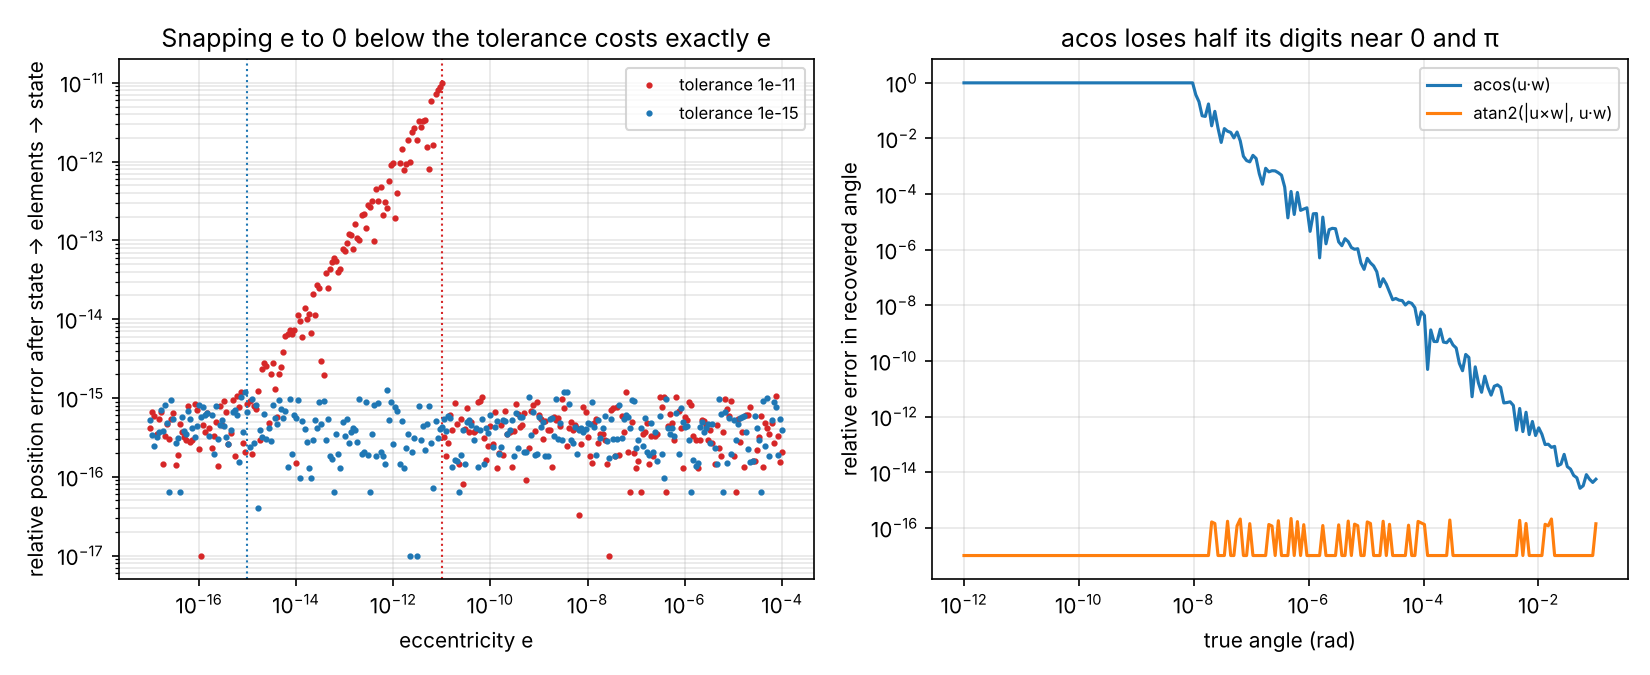 Snapping e to 0 below the tolerance costs exactly e
relative position error after state → elements → state
10⁻¹¹
10⁻¹²
10⁻¹³
10⁻¹⁴
10⁻¹⁵
10⁻¹⁶
10⁻¹⁷
tolerance 1e-11
tolerance 1e-15
10⁻¹⁶
10⁻¹⁴
10⁻¹²
10⁻¹⁰
10⁻⁸
10⁻⁶
10⁻⁴
eccentricity e
acos loses half its digits near 0 and π
relative error in recovered angle
10⁰
10⁻²
10⁻⁴
10⁻⁶
10⁻⁸
10⁻¹⁰
10⁻¹²
10⁻¹⁴
10⁻¹⁶
acos(u·w)
atan2(|u×w|, u·w)
10⁻¹²
10⁻¹⁰
10⁻⁸
10⁻⁶
10⁻⁴
10⁻²
true angle (rad)